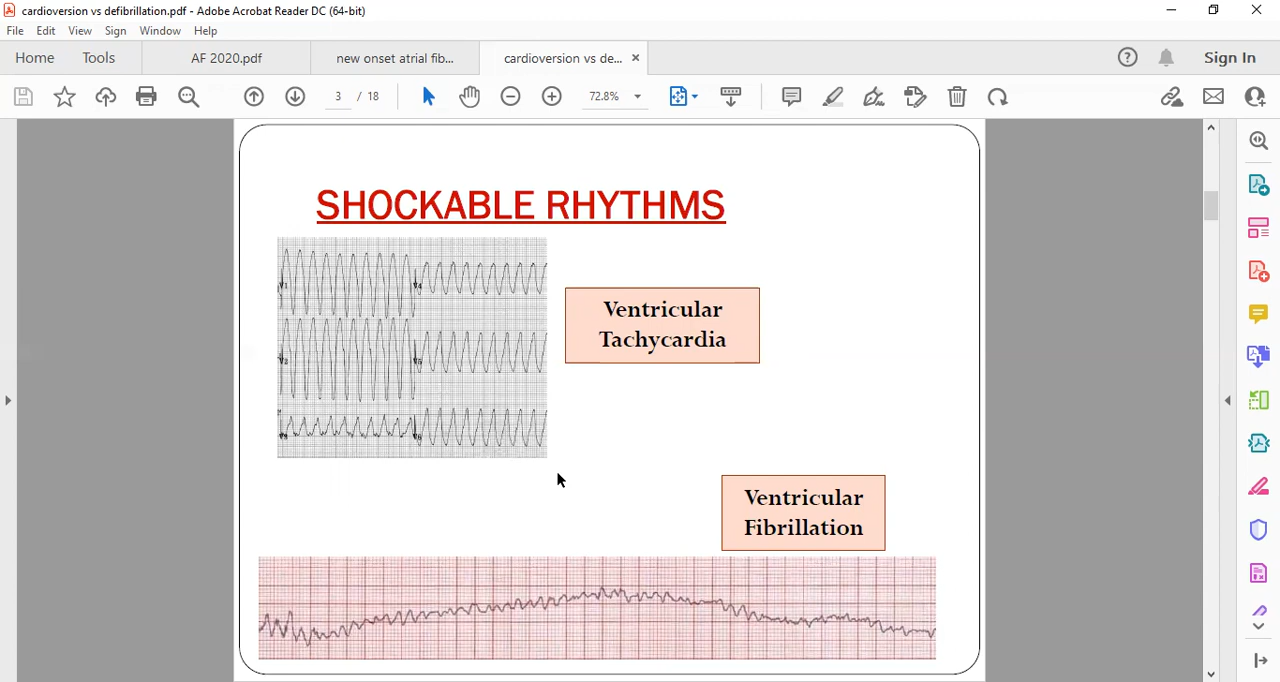 cardioversion vs defibrillation.pdf - Adobe Acrobat Reader DC (64-bit)
File Edit View Sign Window Help
Home Tools AF 2020.pdf new onset atrial fib... cardioversion vs de... Sign In
3 / 18 72.8%
SHOCKABLE RHYTHMS
Ventricular
Tachycardia
Ventricular
Fibrillation